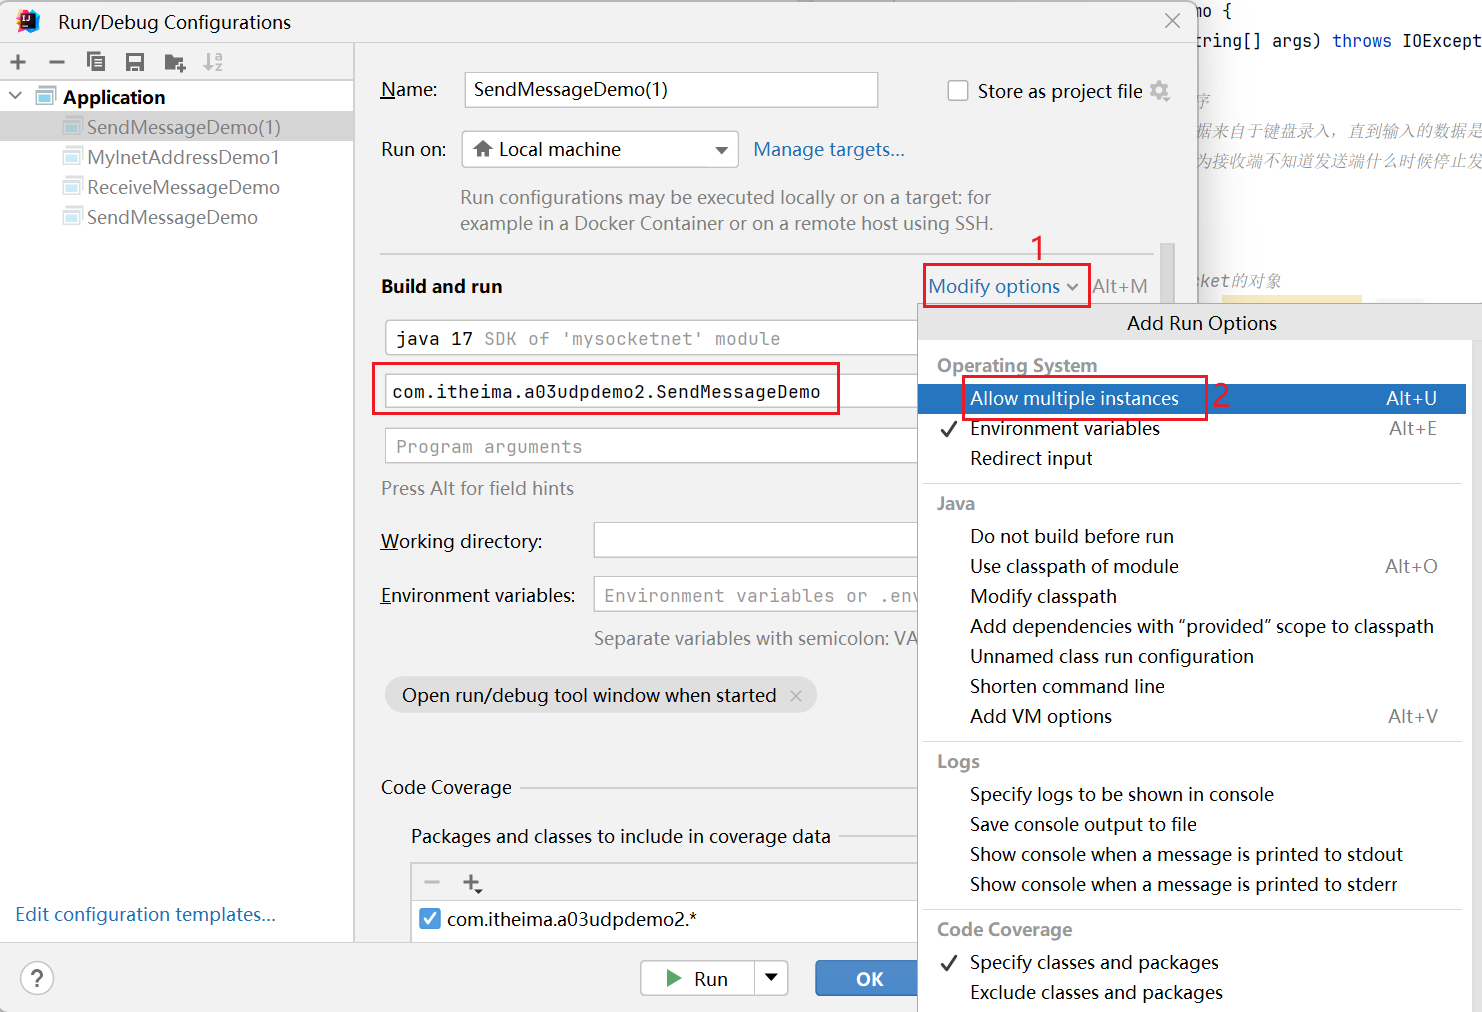 Run/Debug Configurations
Application
SendMessageDemo(1)
MyInetAddressDemo1
ReceiveMessageDemo
SendMessageDemo
Edit configuration templates...
Name:
SendMessageDemo(1)
Store as project file
Run on:
Local machine
Manage targets...
Run configurations may be executed locally or on a target: for
example in a Docker Container or on a remote host using SSH.
1
Build and run
Modify options
Alt+M
java 17 SDK of 'mysocketnet' module
com.itheima.a03udpdemo2.SendMessageDemo
Program arguments
Press Alt for field hints
Working directory:
Environment variables:
Environment variables or .env
Separate variables with semicolon: VA
Open run/debug tool window when started
Code Coverage
Packages and classes to include in coverage data
com.itheima.a03udpdemo2.*
?
Run
OK
Add Run Options
Operating System
Allow multiple instances
2
Alt+U
Environment variables
Alt+E
Redirect input
Java
Do not build before run
Use classpath of module
Alt+O
Modify classpath
Add dependencies with “provided” scope to classpath
Unnamed class run configuration
Shorten command line
Add VM options
Alt+V
Logs
Specify logs to be shown in console
Save console output to file
Show console when a message is printed to stdout
Show console when a message is printed to stderr
Code Coverage
Specify classes and packages
Exclude classes and packages
mo {
tring[] args) throws IOExcept
序
据来自于键盘录入，直到输入的数据是
为接收端不知道发送端什么时候停止发
cket的对象